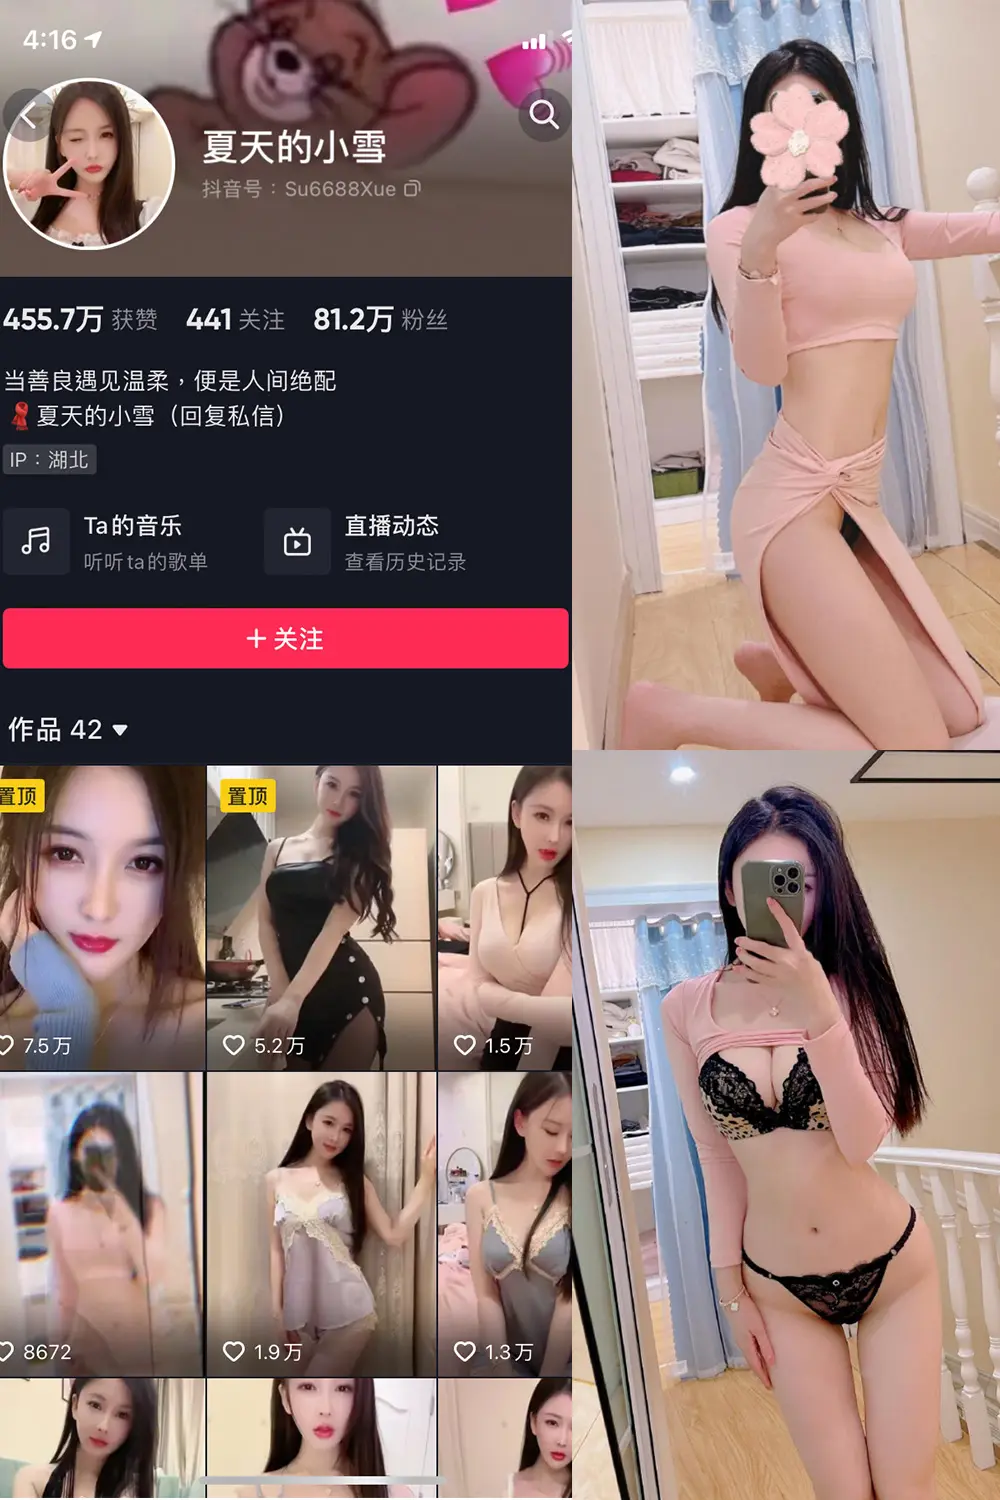 4:16
夏天的小雪
抖音号：Su6688Xue
455.7万 获赞 441 关注 81.2万 粉丝
当善良遇见温柔，便是人间绝配
夏天的小雪（回复私信）
IP：湖北
Ta的音乐
听听ta的歌单
直播动态
查看历史记录
+ 关注
作品 42
置顶
置顶
7.5万
5.2万
1.5万
8672
1.9万
1.3万